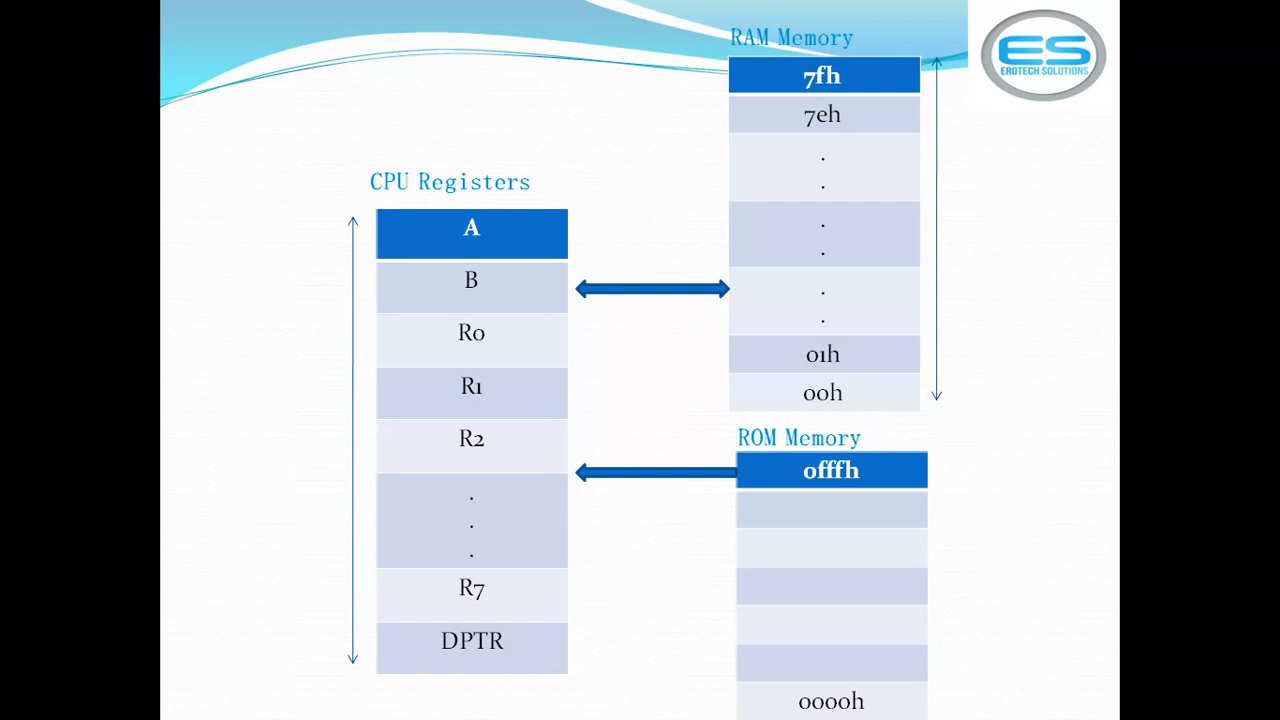 ES
EROTECH SOLUTIONS
CPU Registers
A
B
R0
R1
R2
.
.
.
R7
DPTR
RAM Memory
7fh
7eh
.
.
.
.
.
.
01h
00h
ROM Memory
0fffh
0000h